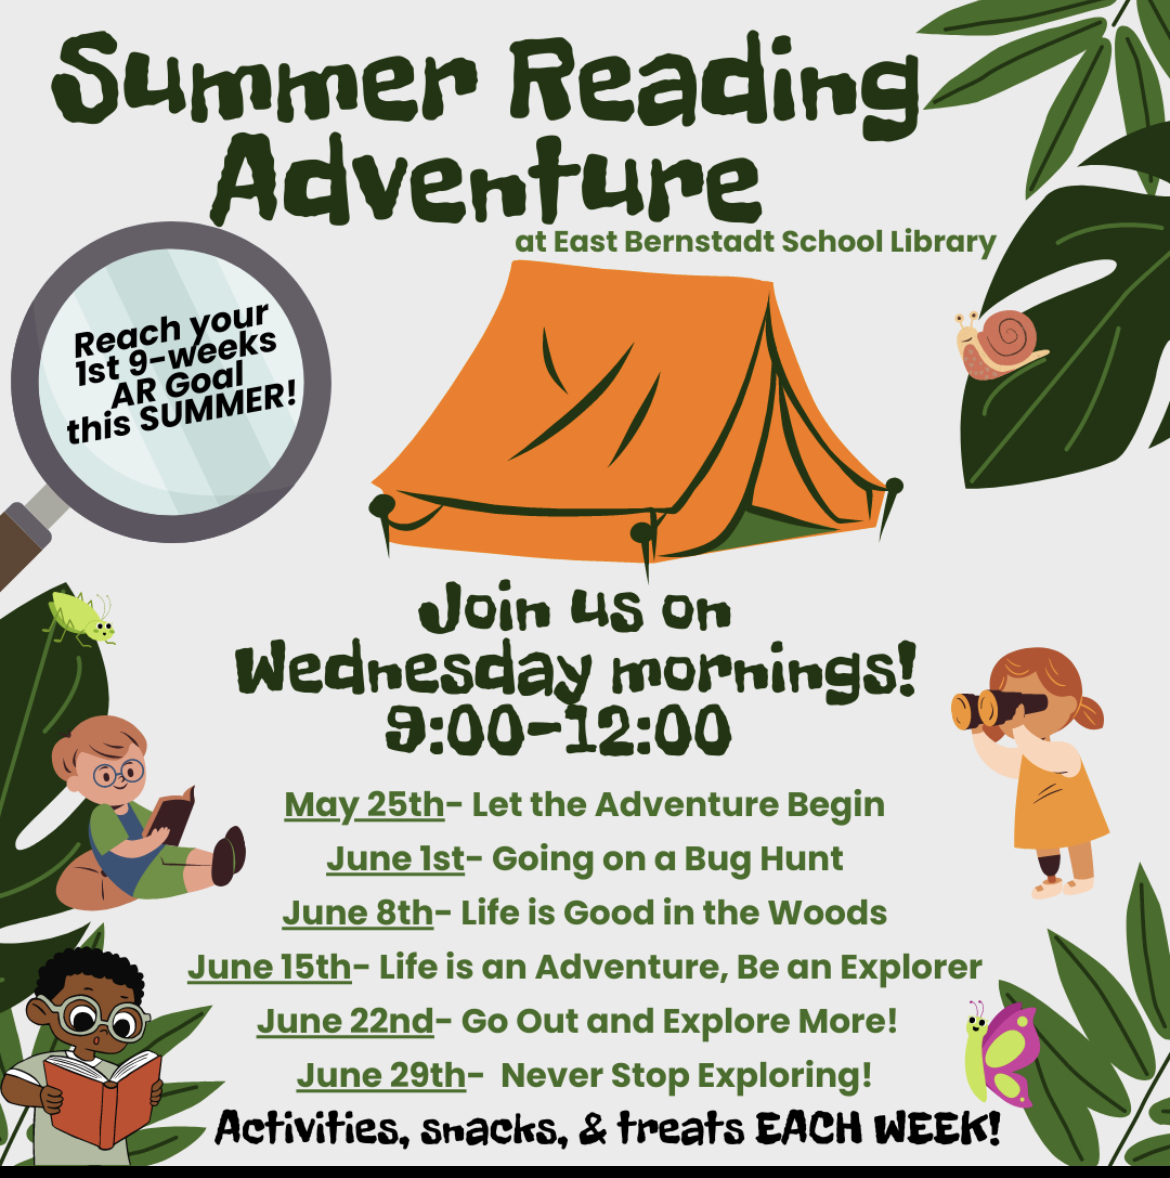 Summer Reading
Adventure
at East Bernstadt School Library
Reach your
1st 9-weeks
AR Goal
this SUMMER!
Join us on
Wednesday mornings!
9:00-12:00
May 25th- Let the Adventure Begin
June 1st- Going on a Bug Hunt
June 8th- Life is Good in the Woods
June 15th- Life is an Adventure, Be an Explorer
June 22nd- Go Out and Explore More!
June 29th- Never Stop Exploring!
Activities, snacks, & treats EACH WEEK!